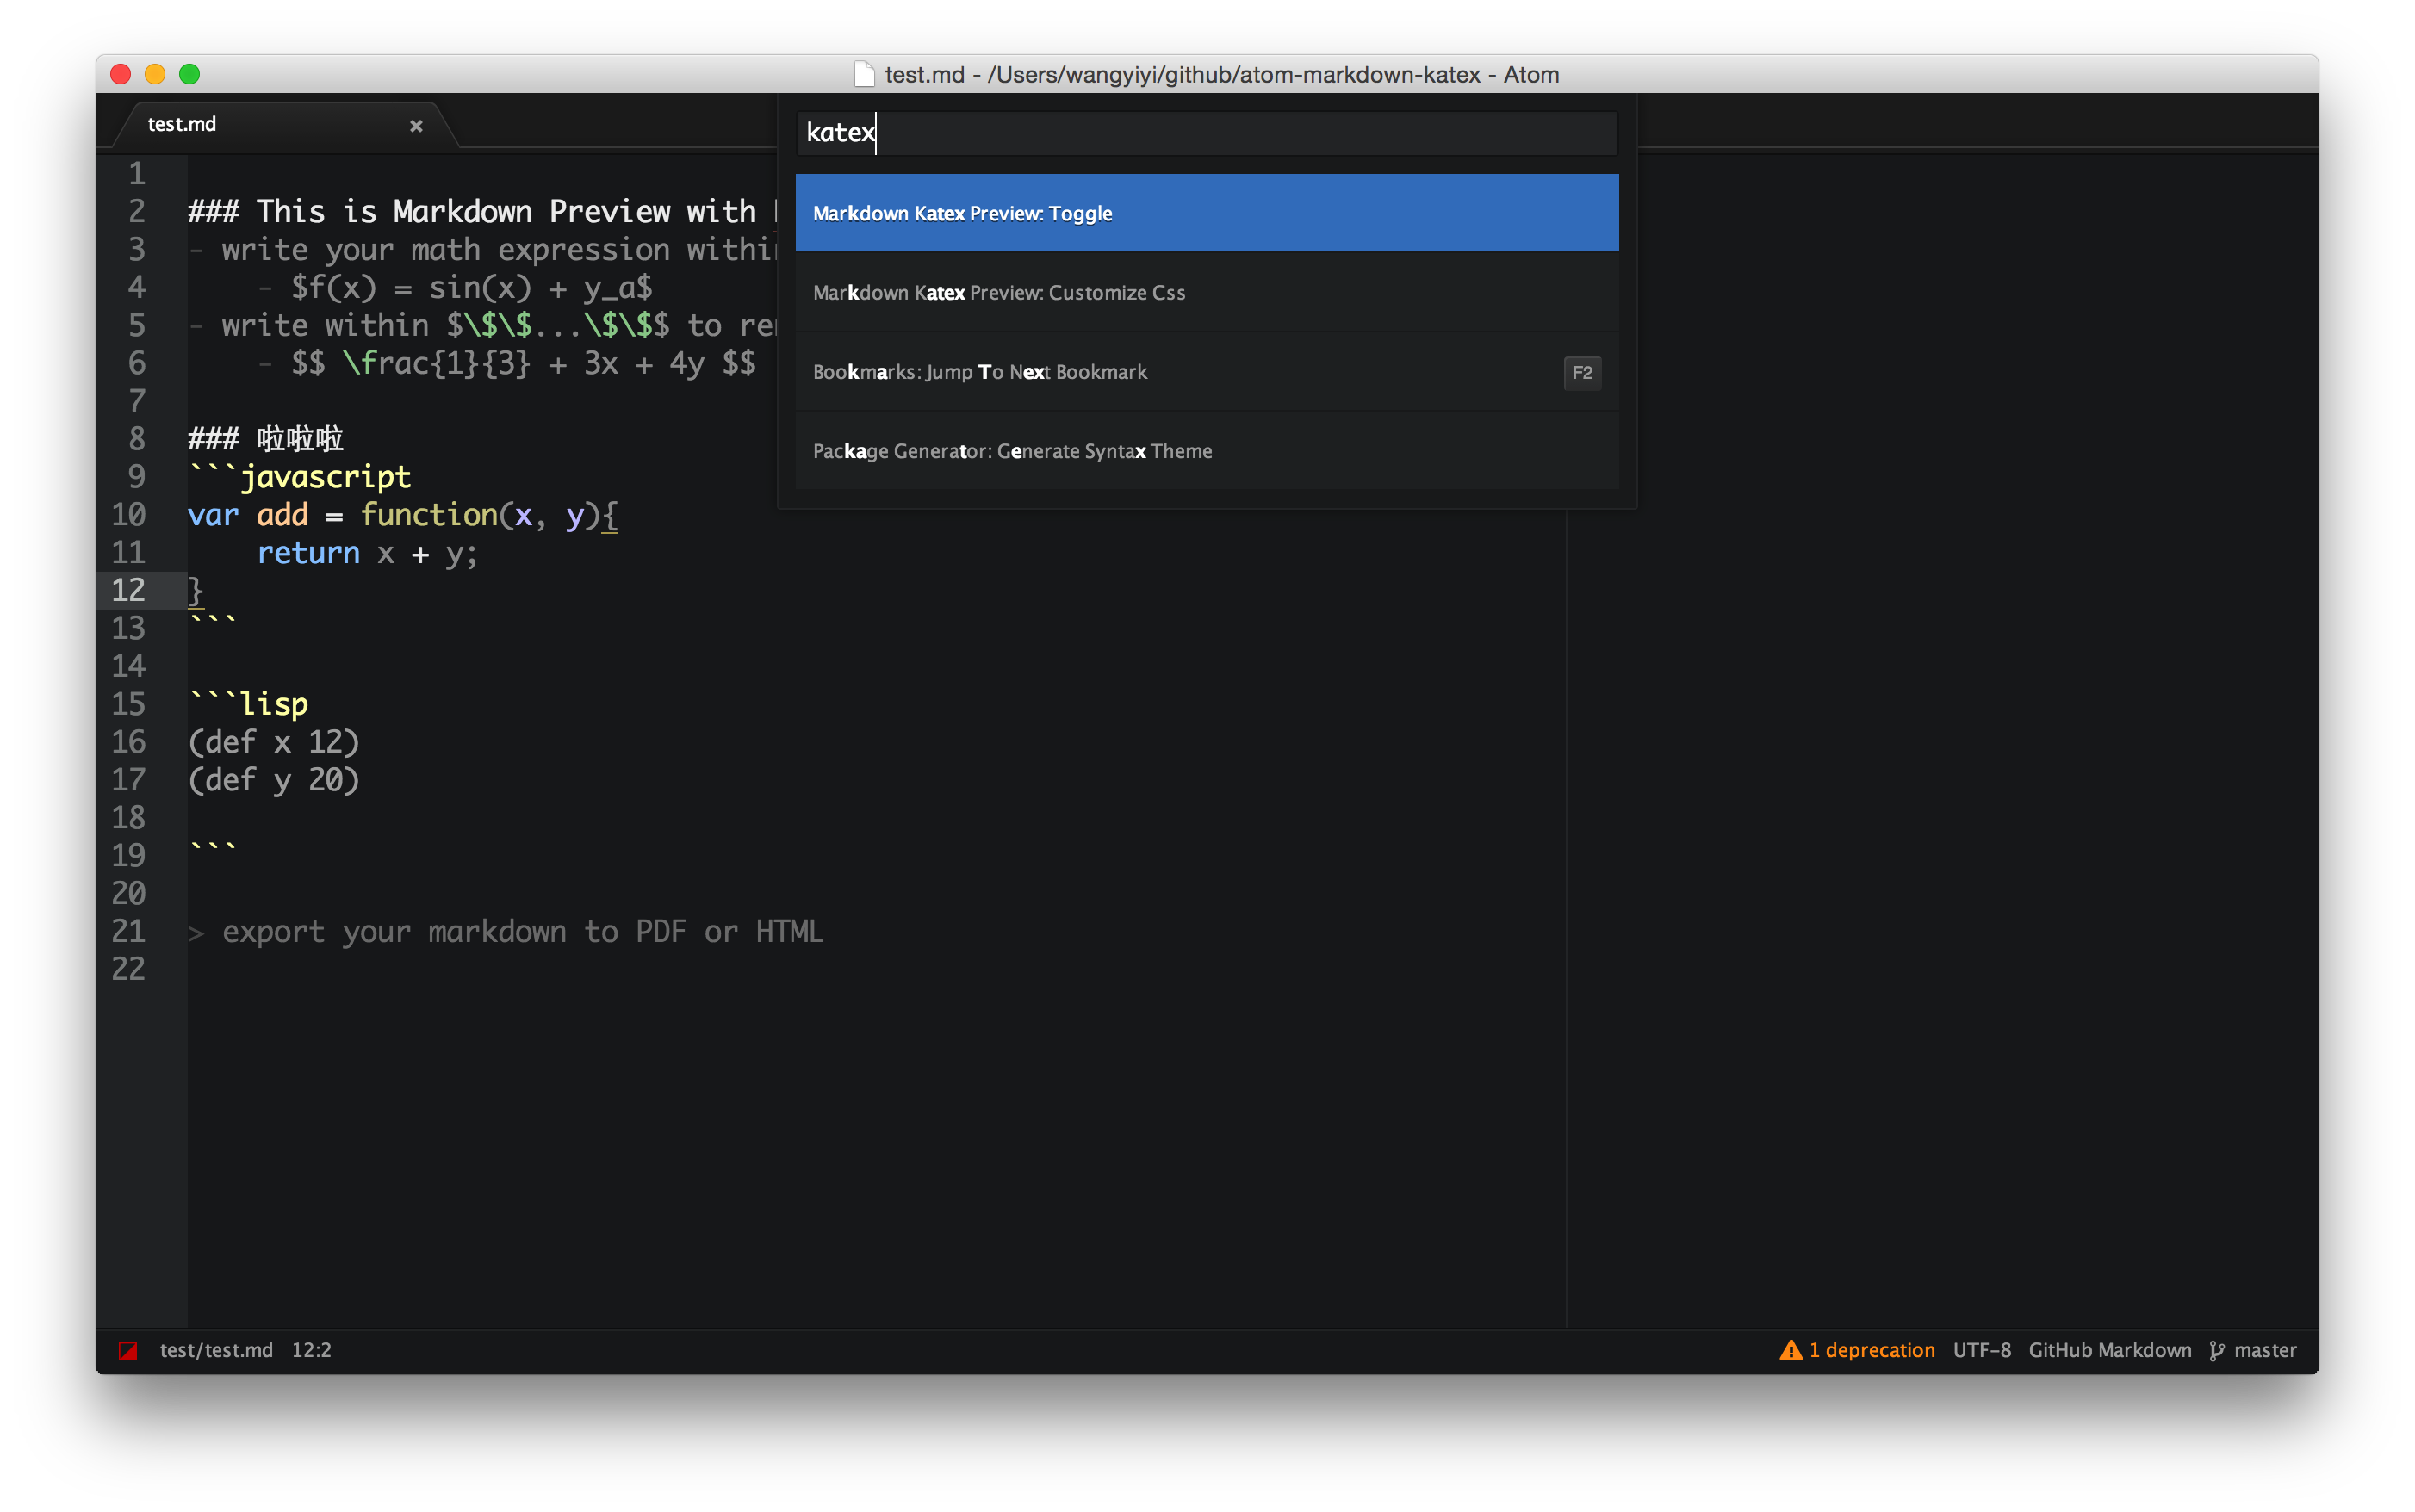 test.md - /Users/wangyiyi/github/atom-markdown-katex - Atom
test.md
katex
Markdown Katex Preview: Toggle
Markdown Katex Preview: Customize Css
Bookmarks: Jump To Next Bookmark F2
Package Generator: Generate Syntax Theme
1
2 ### This is Markdown Preview with
3 - write your math expression within
4 - $f(x) = sin(x) + y_a$
5 - write within $\$\$...\$\$$ to ren
6 - $$ \frac{1}{3} + 3x + 4y $$
7
8 ### 啦啦啦
9 ```javascript
10 var add = function(x, y){
11 return x + y;
12 }
13 ```
14
15 ```lisp
16 (def x 12)
17 (def y 20)
18
19 ```
20
21 > export your markdown to PDF or HTML
22
test/test.md 12:2 1 deprecation UTF-8 GitHub Markdown master